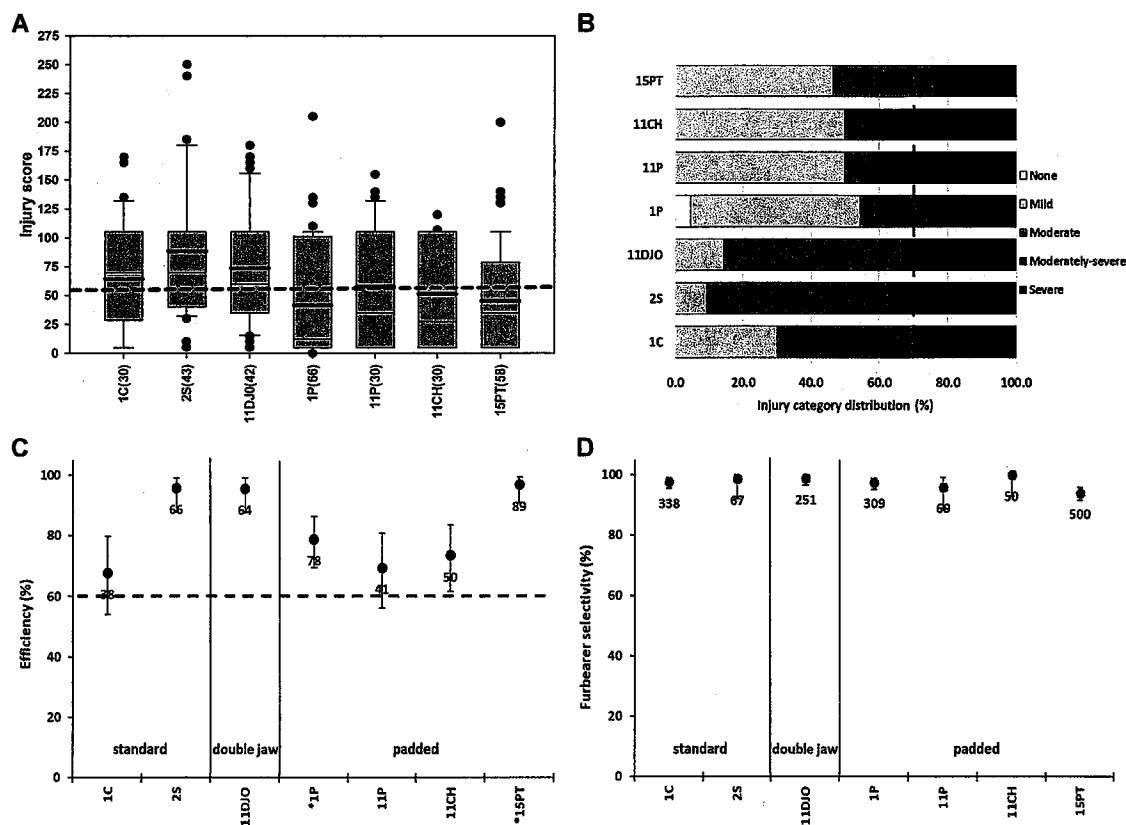 A
Injury score
275
250
225
200
175
150
125
100
75
50
25
0
1C(30)
2S(43)
11DJ0(42)
1P(66)
11P(30)
11CH(30)
15PT(58)
B
15PT
11CH
11P
1P
11DJO
2S
1C
None
Mild
Moderate
Moderately-severe
Severe
0.0 20.0 40.0 60.0 80.0 100.0
Injury category distribution (%)
C
Efficiency (%)
100
80
60
40
20
0
38
66
64
78
41
50
89
standard double jaw padded
1C
2S
11DJO
*1P
11P
11CH
*15PT
D
Furbearer selectivity (%)
100
80
60
40
20
0
338
67
251
309
50
500
standard double jaw padded
1C
2S
11DJO
1P
11P
11CH
15PT